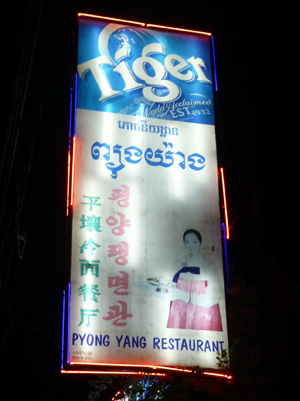 Tiger
World Acclaimed
EST. 1932
ភោជនីយដ្ឋាន
ព្យុងយ៉ាង
平壤冷面餐厅
평양랭면관
PYONG YANG RESTAURANT